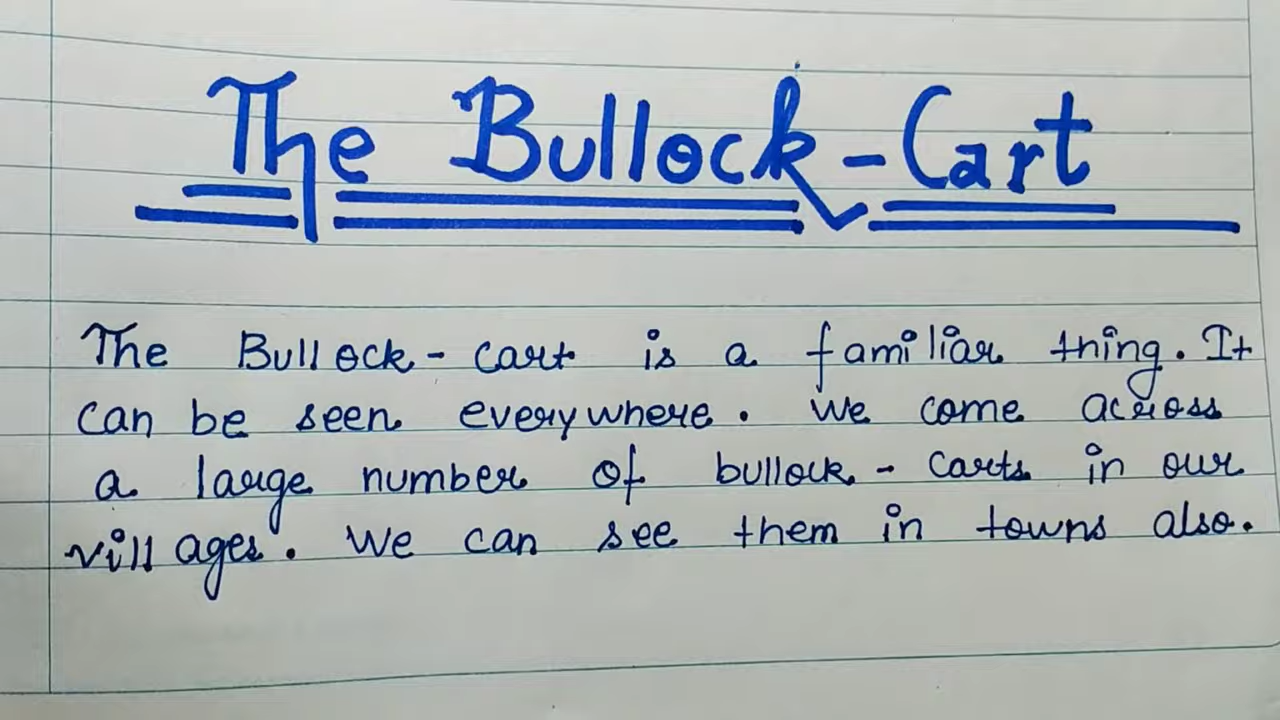 The Bullock-Cart
The Bullock-cart is a familiar thing. It
can be seen everywhere. We come across
a large number of bullock-carts in our
villages. We can see them in towns also.